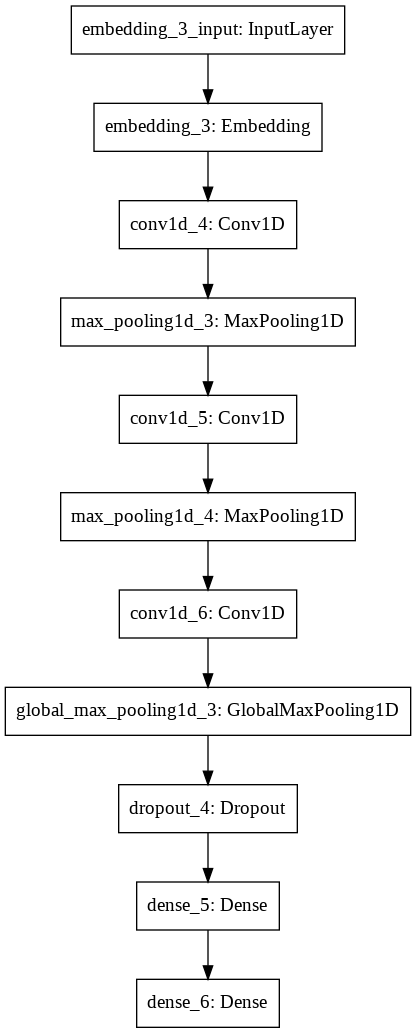 embedding_3_input: InputLayer
embedding_3: Embedding
conv1d_4: Conv1D
max_pooling1d_3: MaxPooling1D
conv1d_5: Conv1D
max_pooling1d_4: MaxPooling1D
conv1d_6: Conv1D
global_max_pooling1d_3: GlobalMaxPooling1D
dropout_4: Dropout
dense_5: Dense
dense_6: Dense